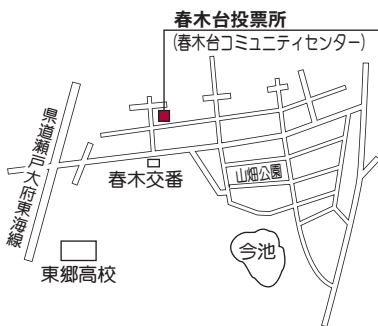 春木台投票所
(春木台コミュニティセンター)
県道瀬戸大府東海線
春木交番
山畑公園
今池
東郷高校